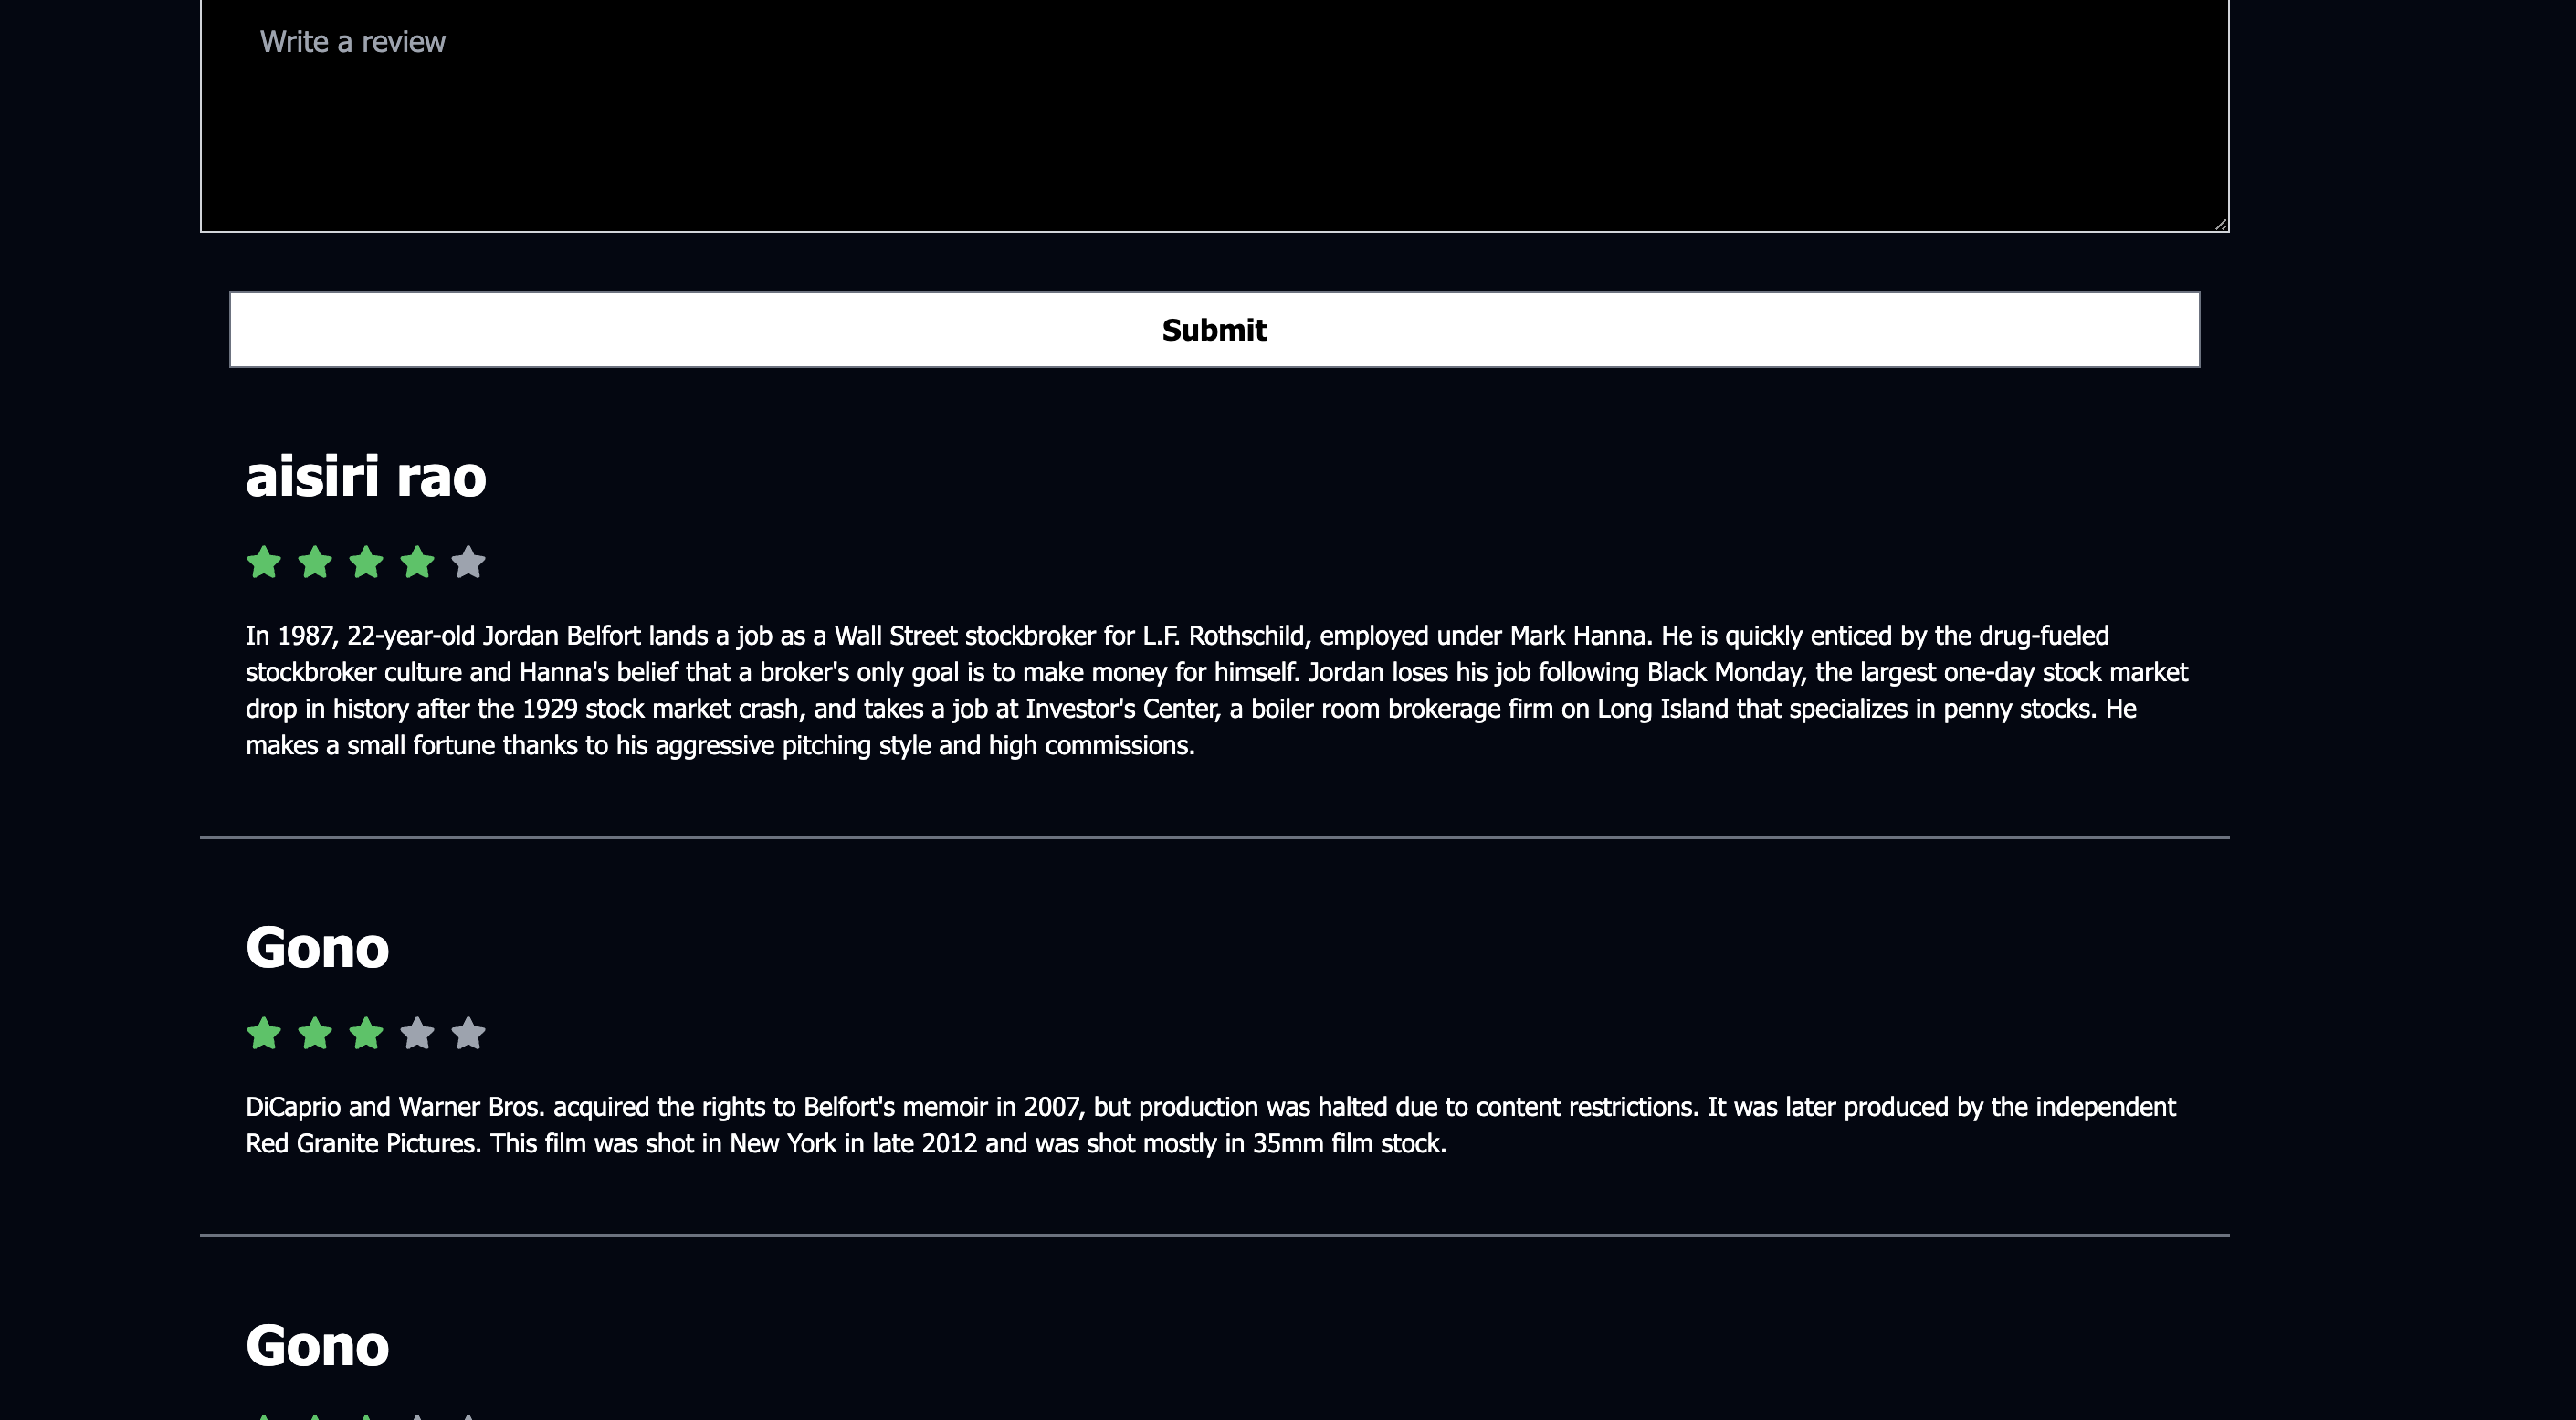 Write a review
Submit
aisiri rao
In 1987, 22-year-old Jordan Belfort lands a job as a Wall Street stockbroker for L.F. Rothschild, employed under Mark Hanna. He is quickly enticed by the drug-fueled
stockbroker culture and Hanna's belief that a broker's only goal is to make money for himself. Jordan loses his job following Black Monday, the largest one-day stock market
drop in history after the 1929 stock market crash, and takes a job at Investor's Center, a boiler room brokerage firm on Long Island that specializes in penny stocks. He
makes a small fortune thanks to his aggressive pitching style and high commissions.
Gono
DiCaprio and Warner Bros. acquired the rights to Belfort's memoir in 2007, but production was halted due to content restrictions. It was later produced by the independent
Red Granite Pictures. This film was shot in New York in late 2012 and was shot mostly in 35mm film stock.
Gono